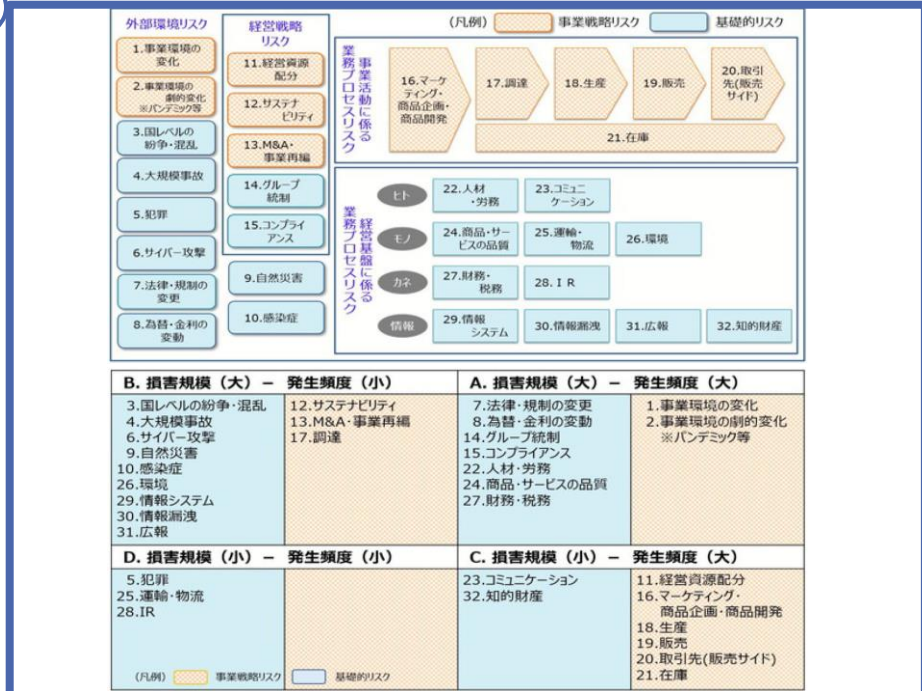 外部環境リスク
1.事業環境の
変化
2.事業環境の
劇的変化
※パンデミック等
3.国レベルの
紛争・混乱
4.大規模事故
5.犯罪
6.サイバー攻撃
7.法律・規制の
変更
8.為替・金利の
変動
経営戦略
リスク
11.経営資源
配分
12.サステナ
ビリティ
13.M&A・
事業再編
14.グループ
統制
15.コンプライ
アンス
9.自然災害
10.感染症
(凡例)
事業戦略リスク
基礎的リスク
事業活動に係る
業務プロセスリスク
16.マーケ
ティング・
商品企画・
商品開発
17.調達
18.生産
19.販売
20.取引
先(販売
サイド)
21.在庫
経営基盤に係る
業務プロセスリスク
ヒト
22.人材
・労務
23.コミュニ
ケーション
モノ
24.商品・サー
ビスの品質
25.運輸・
物流
26.環境
カネ
27.財務・
税務
28.IR
情報
29.情報
システム
30.情報漏洩
31.広報
32.知的財産
B. 損害規模（大）－ 発生頻度（小）
3.国レベルの紛争・混乱
4.大規模事故
6.サイバー攻撃
9.自然災害
10.感染症
26.環境
29.情報システム
30.情報漏洩
31.広報
12.サステナビリティ
13.M&A・事業再編
17.調達
A. 損害規模（大）－ 発生頻度（大）
7.法律・規制の変更
8.為替・金利の変動
14.グループ統制
15.コンプライアンス
22.人材・労務
24.商品・サービスの品質
27.財務・税務
1.事業環境の変化
2.事業環境の劇的変化
※パンデミック等
D. 損害規模（小）－ 発生頻度（小）
5.犯罪
25.運輸・物流
28.IR
(凡例)
事業戦略リスク
基礎的リスク
C. 損害規模（小）－ 発生頻度（大）
23.コミュニケーション
32.知的財産
11.経営資源配分
16.マーケティング・
商品企画・商品開発
18.生産
19.販売
20.取引先(販売サイド)
21.在庫